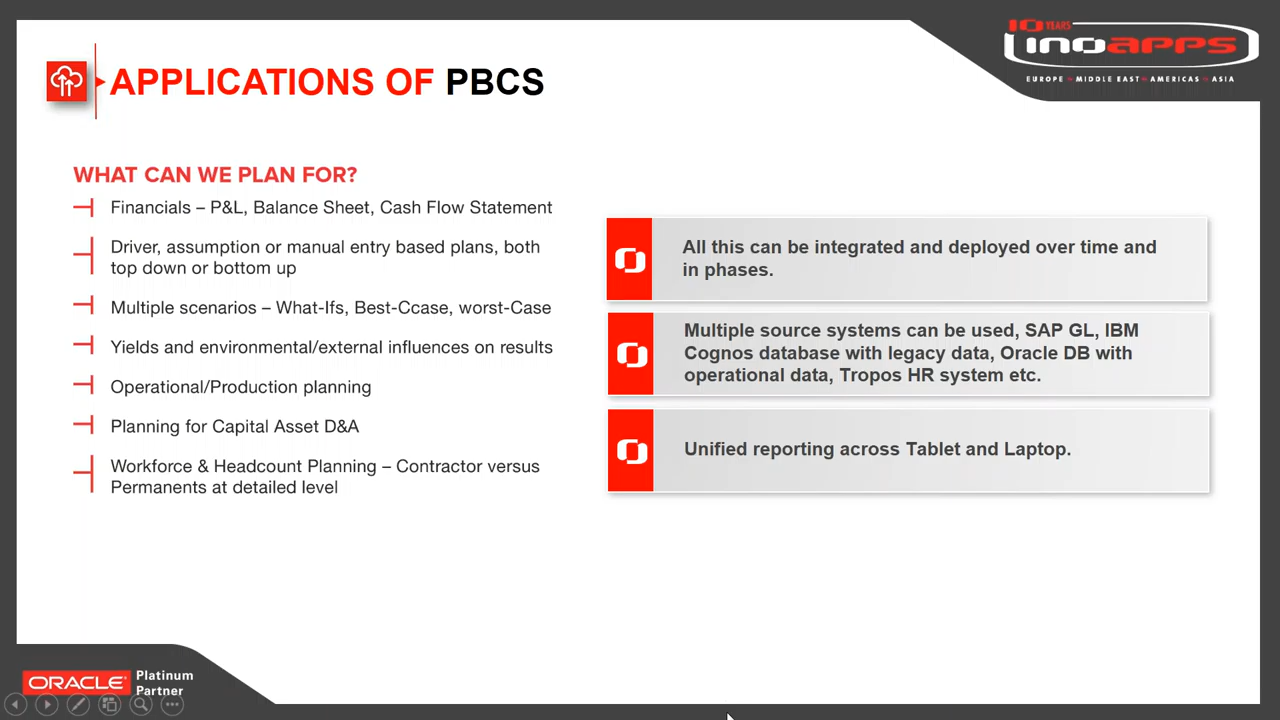 10 YEARS
inoapps
EUROPE MIDDLE EAST AMERICAS ASIA
APPLICATIONS OF PBCS
WHAT CAN WE PLAN FOR?
Financials – P&L, Balance Sheet, Cash Flow Statement
Driver, assumption or manual entry based plans, both
top down or bottom up
Multiple scenarios – What-Ifs, Best-Ccase, worst-Case
Yields and environmental/external influences on results
Operational/Production planning
Planning for Capital Asset D&A
Workforce & Headcount Planning – Contractor versus
Permanents at detailed level
All this can be integrated and deployed over time and
in phases.
Multiple source systems can be used, SAP GL, IBM
Cognos database with legacy data, Oracle DB with
operational data, Tropos HR system etc.
Unified reporting across Tablet and Laptop.
ORACLE
Platinum
Partner